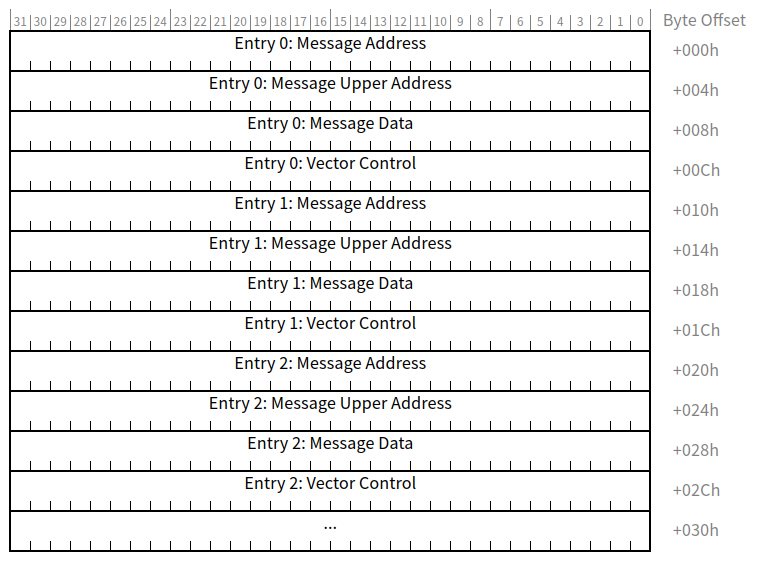 31 30 29 28 27 26 25 24 23 22 21 20 19 18 17 16 15 14 13 12 11 10 9 8 7 6 5 4 3 2 1 0 Byte Offset
Entry 0: Message Address +000h
Entry 0: Message Upper Address +004h
Entry 0: Message Data +008h
Entry 0: Vector Control +00Ch
Entry 1: Message Address +010h
Entry 1: Message Upper Address +014h
Entry 1: Message Data +018h
Entry 1: Vector Control +01Ch
Entry 2: Message Address +020h
Entry 2: Message Upper Address +024h
Entry 2: Message Data +028h
Entry 2: Vector Control +02Ch
... +030h